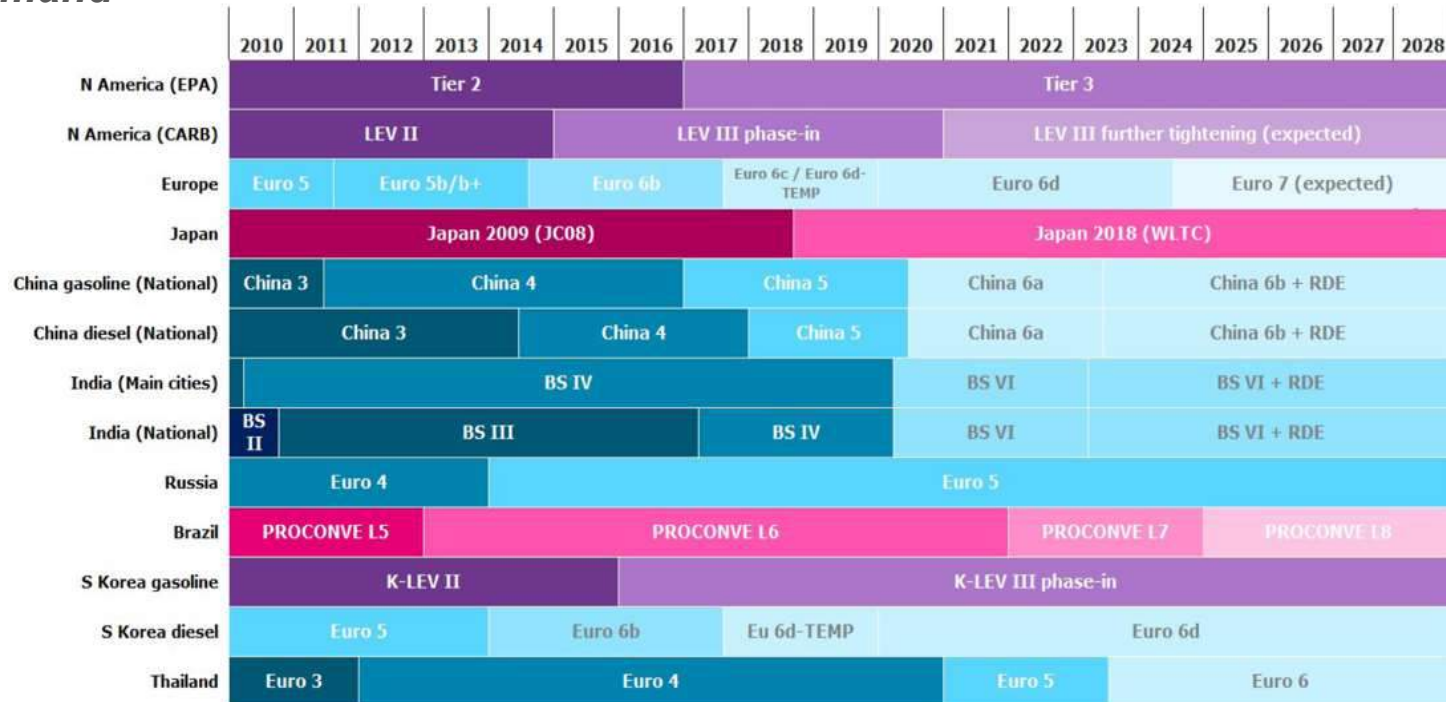 2010 2011 2012 2013 2014 2015 2016 2017 2018 2019 2020 2021 2022 2023 2024 2025 2026 2027 2028
N America (EPA) Tier 2 Tier 3
N America (CARB) LEV II LEV III phase-in LEV III further tightening (expected)
Europe Euro 5 Euro 5b/b+ Euro 6b Euro 6c / Euro 6d-
TEMP Euro 6d Euro 7 (expected)
Japan Japan 2009 (JC08) Japan 2018 (WLTC)
China gasoline (National) China 3 China 4 China 5 China 6a China 6b + RDE
China diesel (National) China 3 China 4 China 5 China 6a China 6b + RDE
India (Main cities) BS IV BS VI BS VI + RDE
India (National) BS
II BS III BS IV BS VI BS VI + RDE
Russia Euro 4 Euro 5
Brazil PROCONVE L5 PROCONVE L6 PROCONVE L7 PROCONVE L8
S Korea gasoline K-LEV II K-LEV III phase-in
S Korea diesel Euro 5 Euro 6b Eu 6d-TEMP Euro 6d
Thailand Euro 3 Euro 4 Euro 5 Euro 6